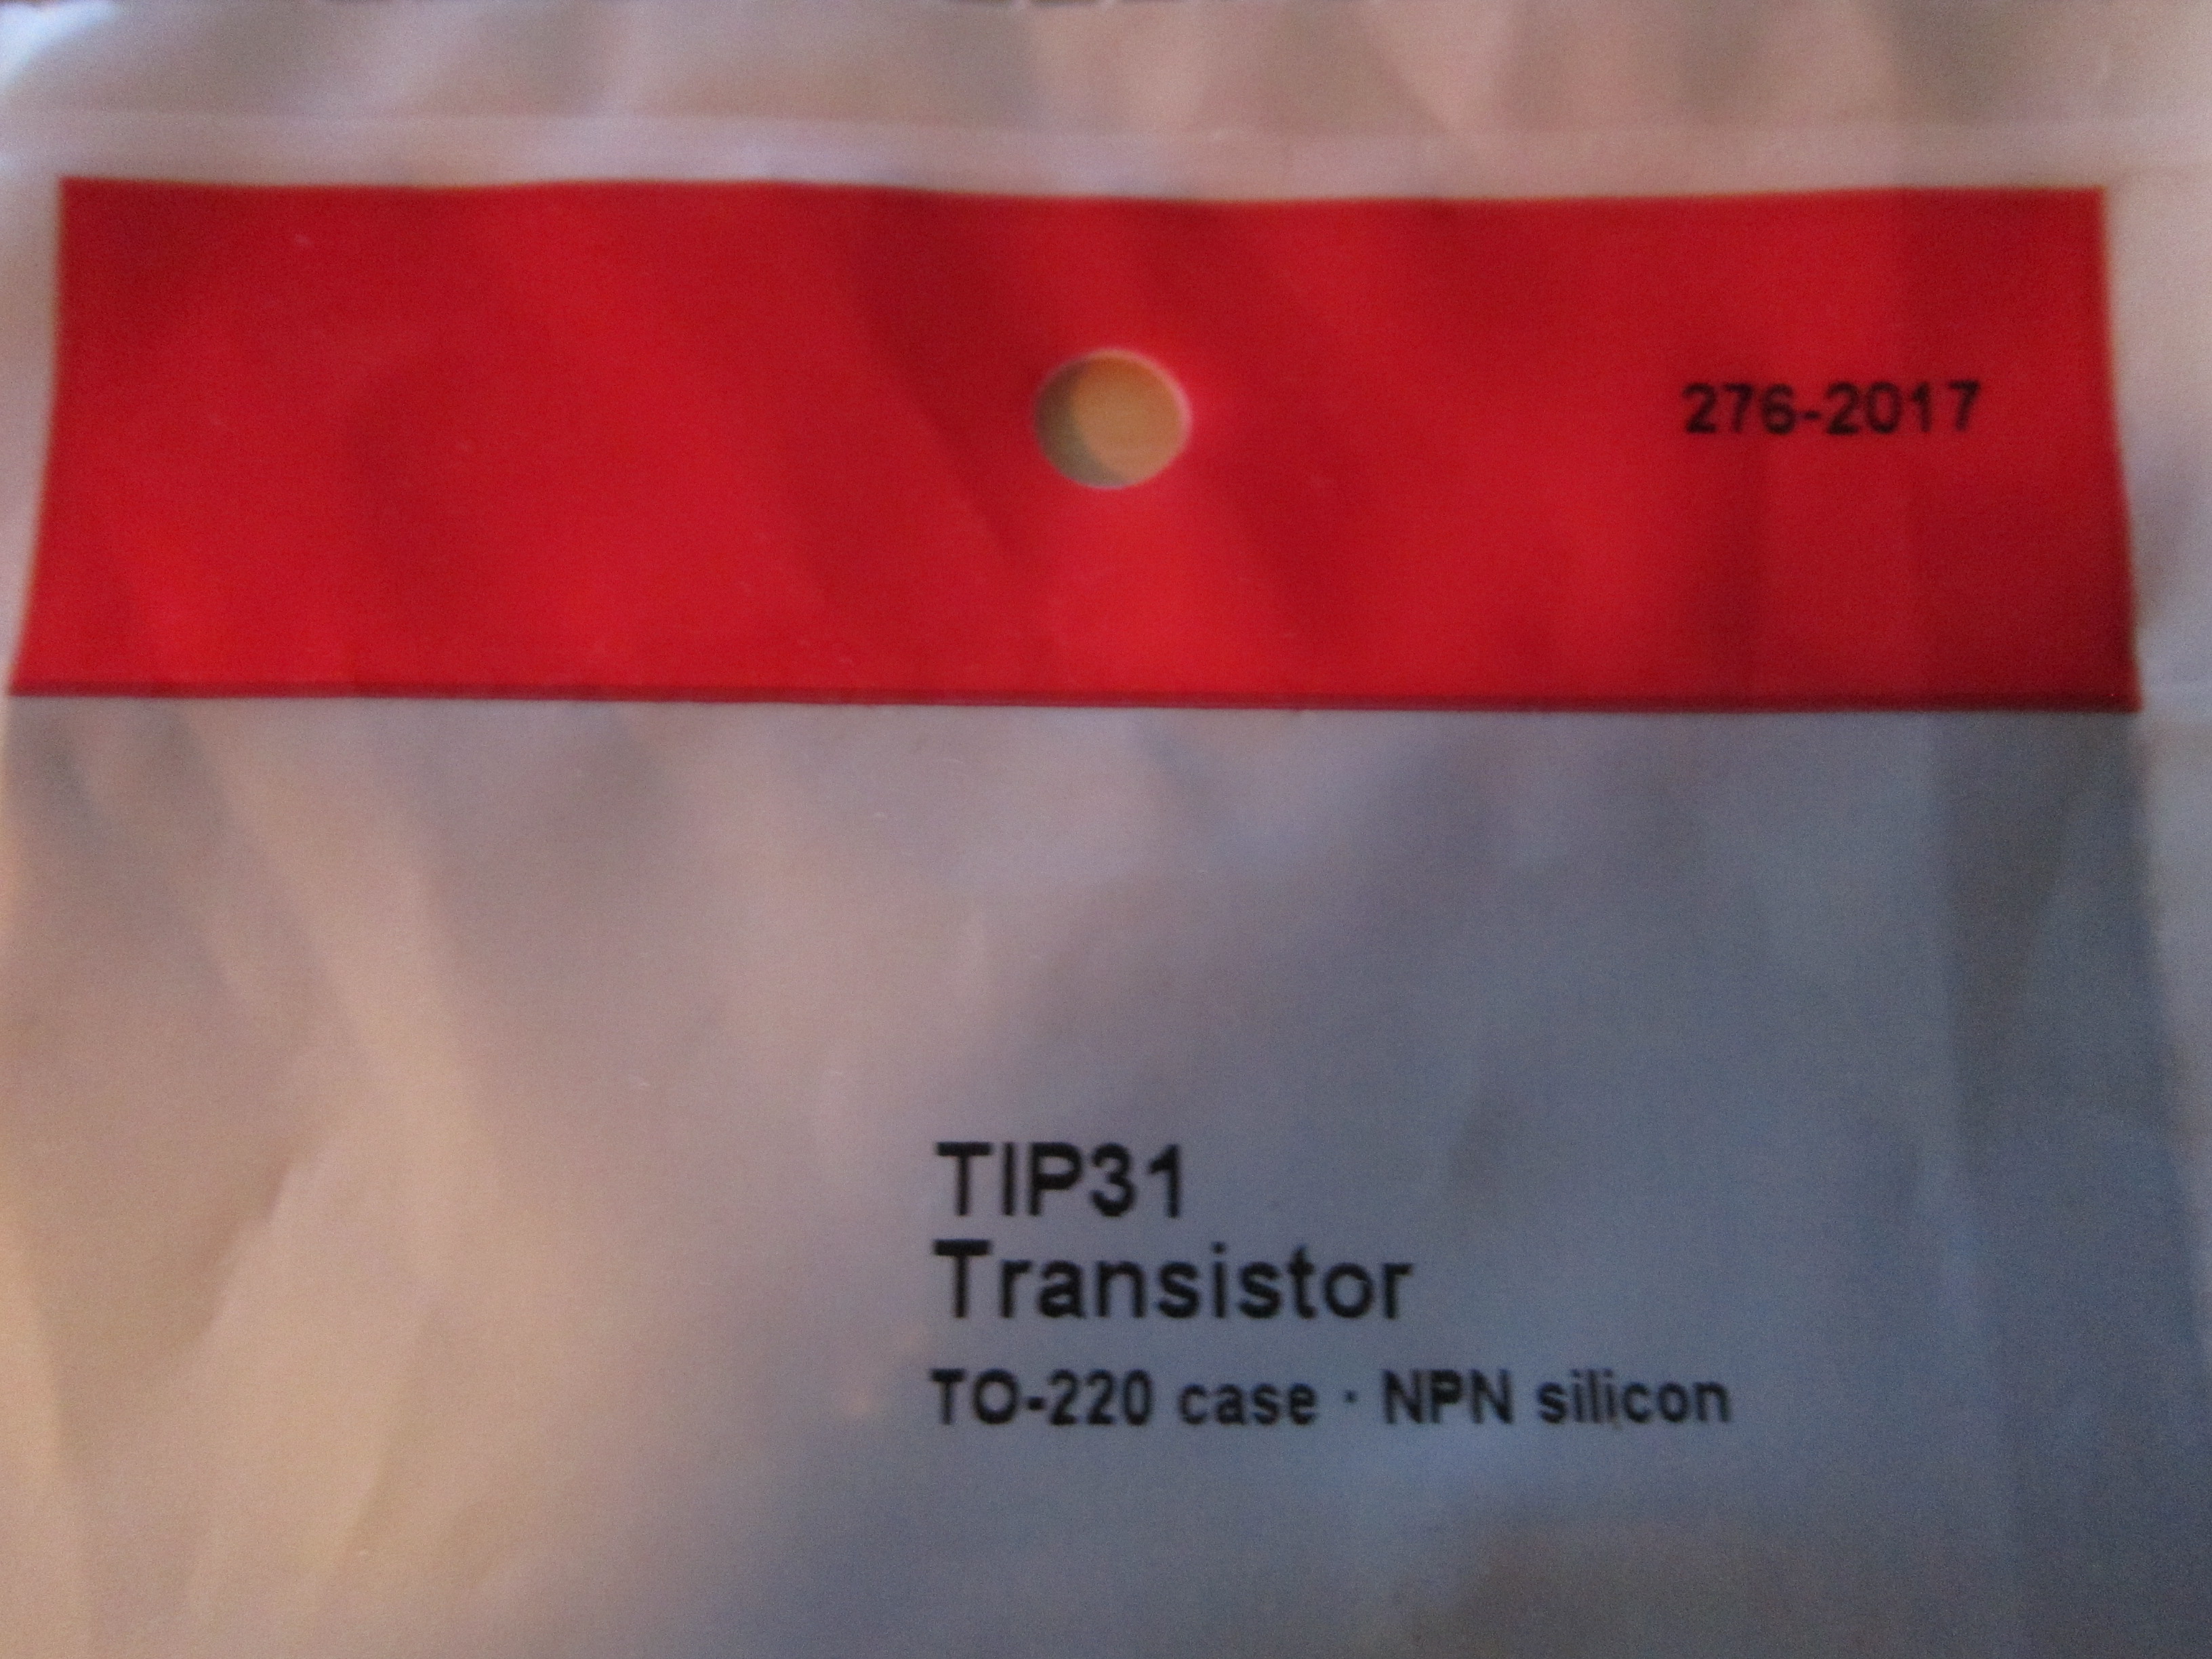 276-2017
TIP31
Transistor
TO-220 case · NPN silicon